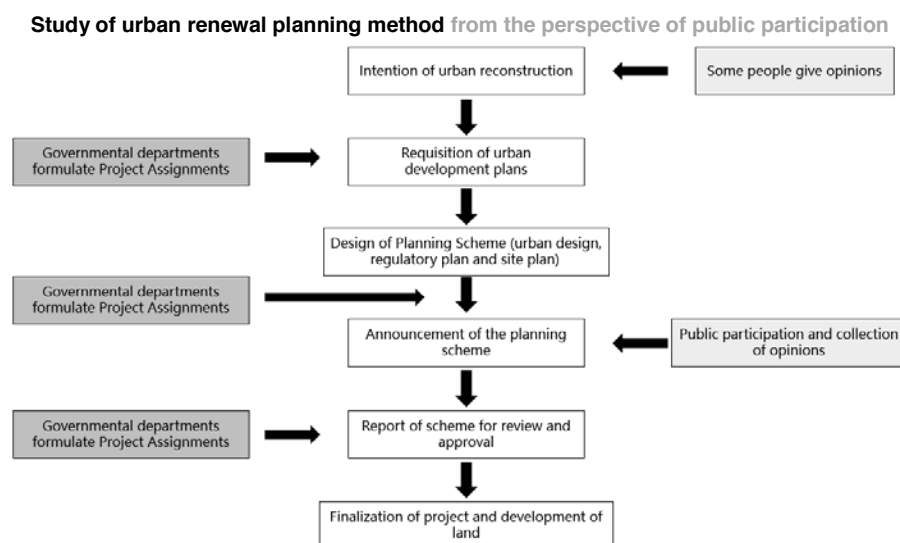 Study of urban renewal planning method from the perspective of public participation
Intention of urban reconstruction
Some people give opinions
Governmental departments
formulate Project Assignments
Requisition of urban
development plans
Design of Planning Scheme (urban design,
regulatory plan and site plan)
Governmental departments
formulate Project Assignments
Announcement of the planning
scheme
Public participation and collection
of opinions
Governmental departments
formulate Project Assignments
Report of scheme for review and
approval
Finalization of project and development of
land